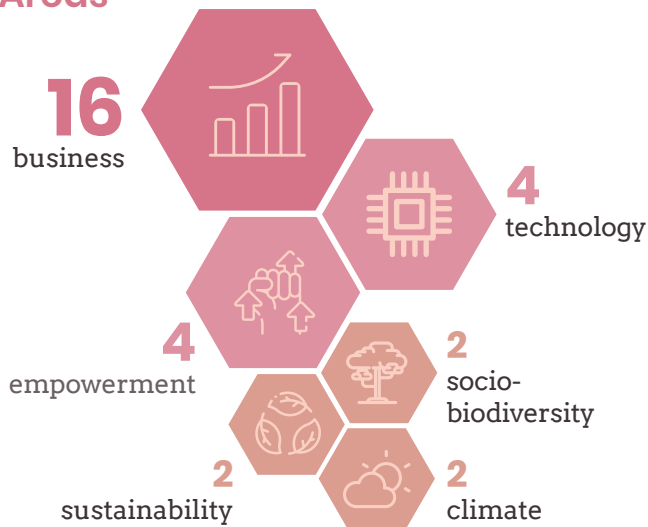 Areas
16
business
4
technology
4
empowerment
2
socio-
biodiversity
2
sustainability
2
climate